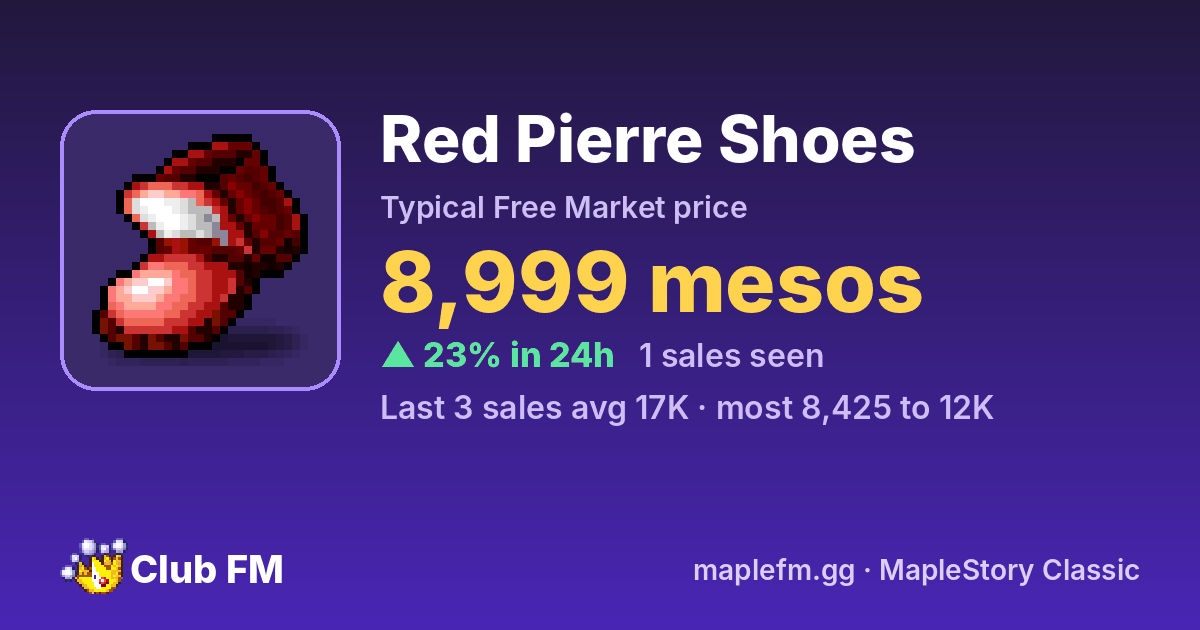 Red Pierre Shoes
Typical Free Market price
8,999 mesos
▲ 23% in 24h 1 sales seen
Last 3 sales avg 17K · most 8,425 to 12K
Club FM
maplefm.gg · MapleStory Classic